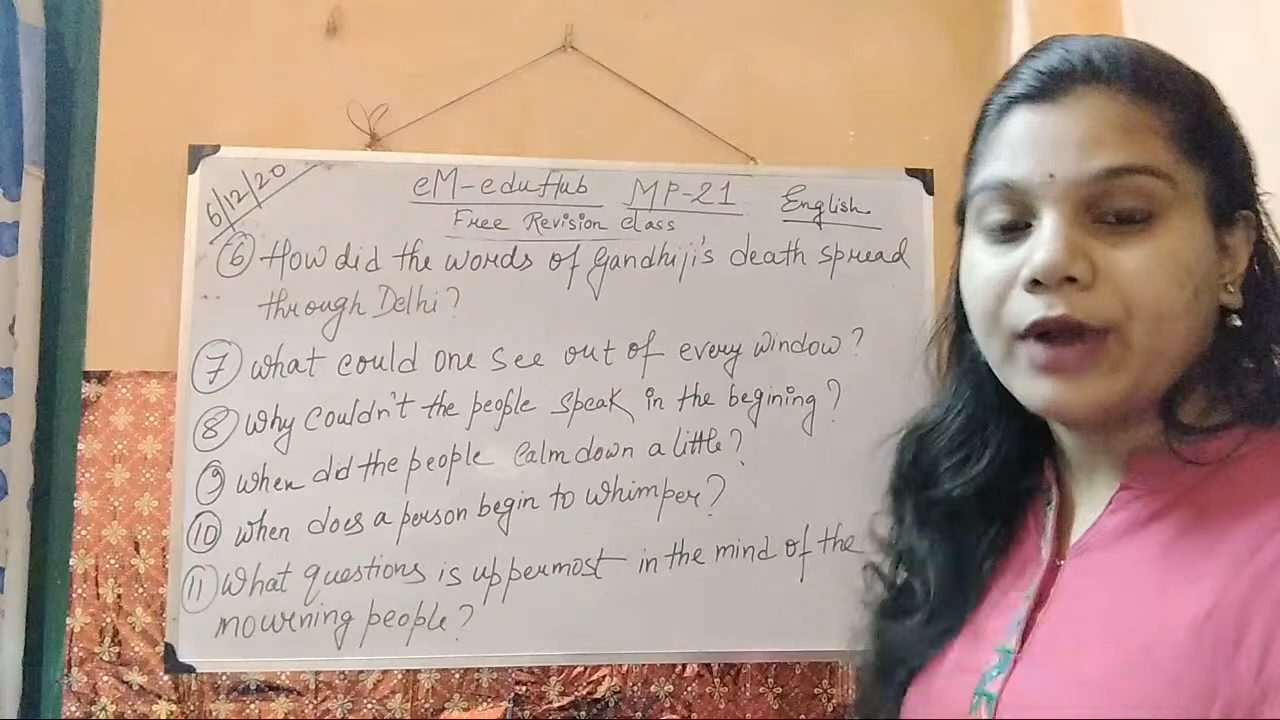 6/12/20
eM-eduHub MP-21 English
Free Revision class
6 How did the words of Gandhiji's death spread
through Delhi?
7 What could one see out of every window?
8 Why couldn't the people speak in the begining?
9 When did the people calm down a little?
10 When does a person begin to whimper?
11 What questions is uppermost in the mind of the
mourning people?